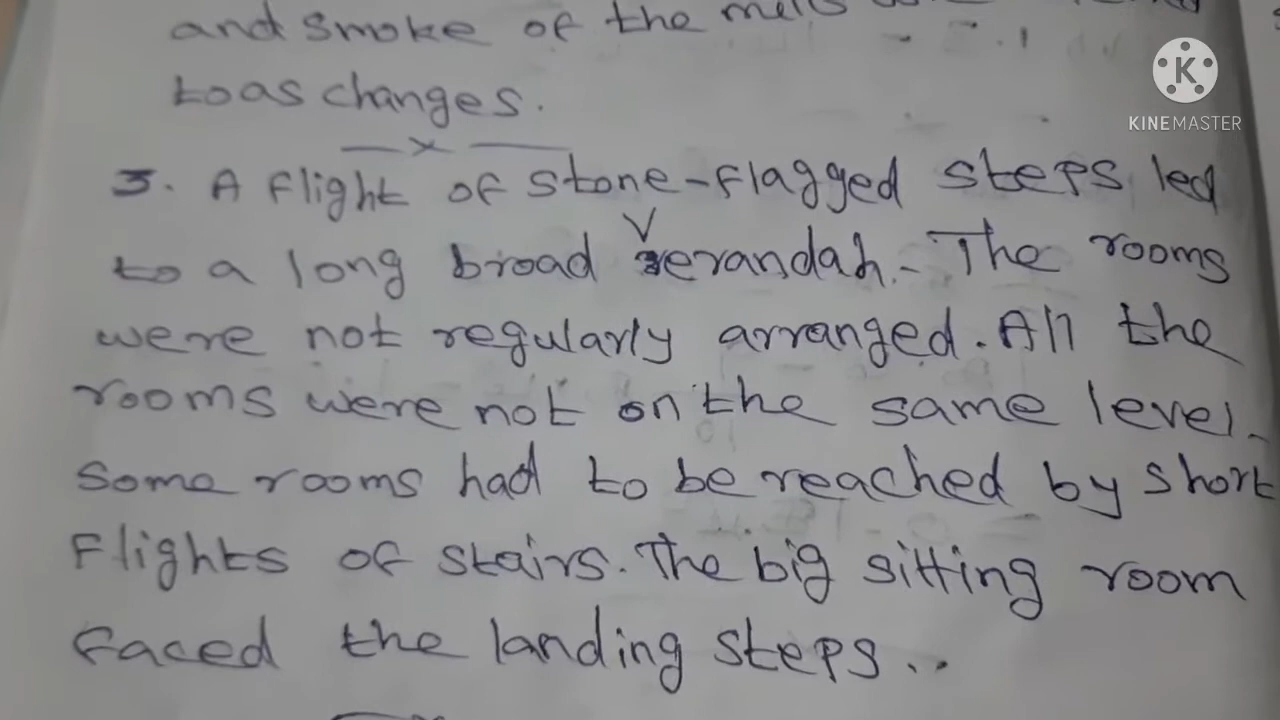 and smoke of the
to as changes.
3. A flight of stone-flagged steps led
to a long broad verandah. The rooms
were not regularly arranged. All the
rooms were not on the same level.
Some rooms had to be reached by short
flights of stairs. The big sitting room
faced the landing steps..
K
KINEMASTER